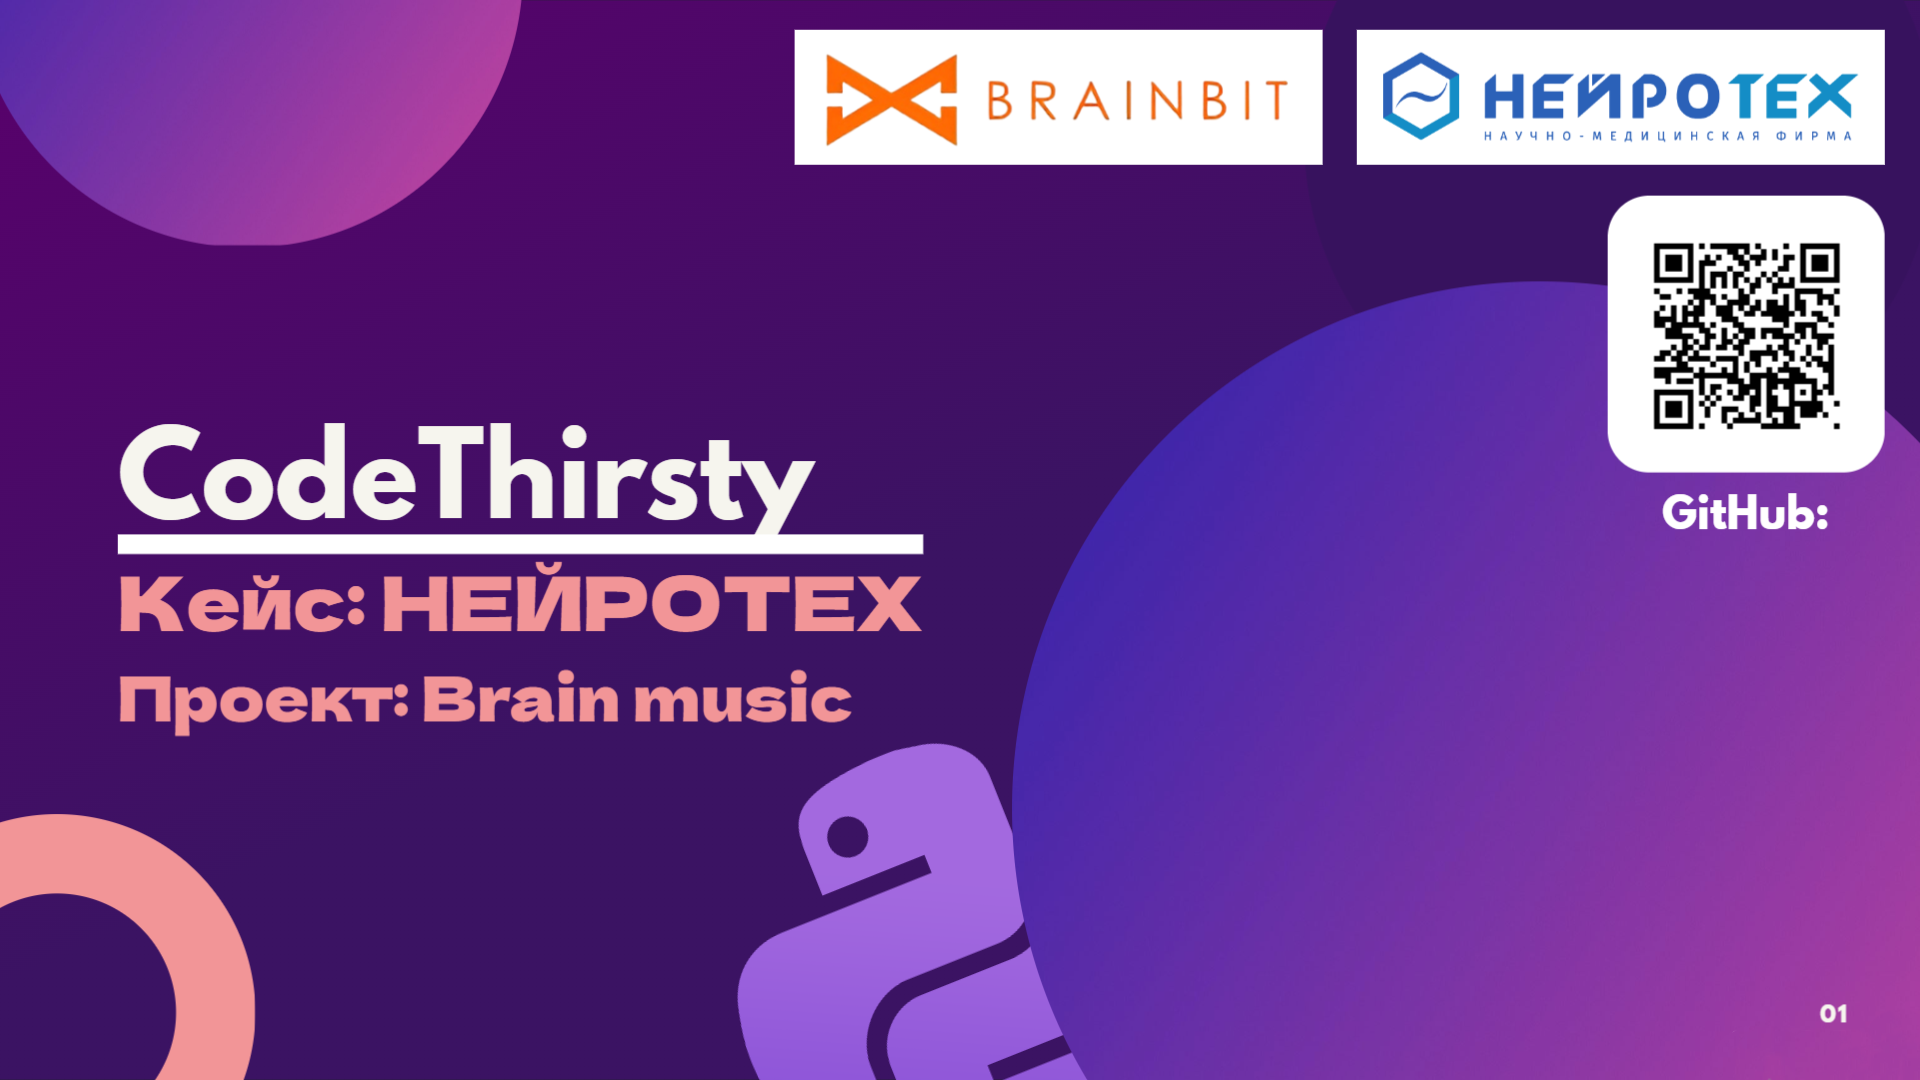 BRAINBIT
НЕЙРОТЕХ
НАУЧНО-МЕДИЦИНСКАЯ ФИРМА
GitHub:
CodeThirsty
Кейс: НЕЙРОТЕХ
Проект: Brain music
01